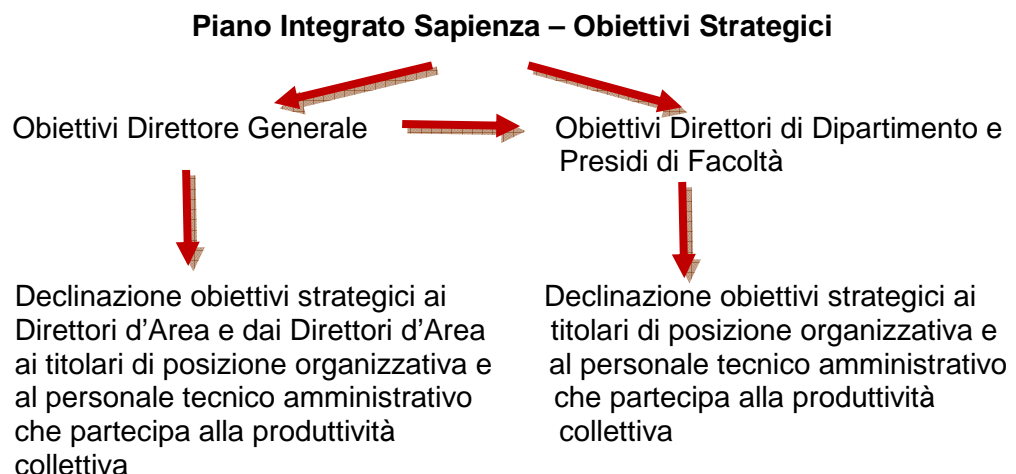 Piano Integrato Sapienza – Obiettivi Strategici
Obiettivi Direttore Generale
Obiettivi Direttori di Dipartimento e
Presidi di Facoltà
Declinazione obiettivi strategici ai
Direttori d'Area e dai Direttori d'Area
ai titolari di posizione organizzativa e
al personale tecnico amministrativo
che partecipa alla produttività
collettiva
Declinazione obiettivi strategici ai
titolari di posizione organizzativa e
al personale tecnico amministrativo
che partecipa alla produttività
collettiva